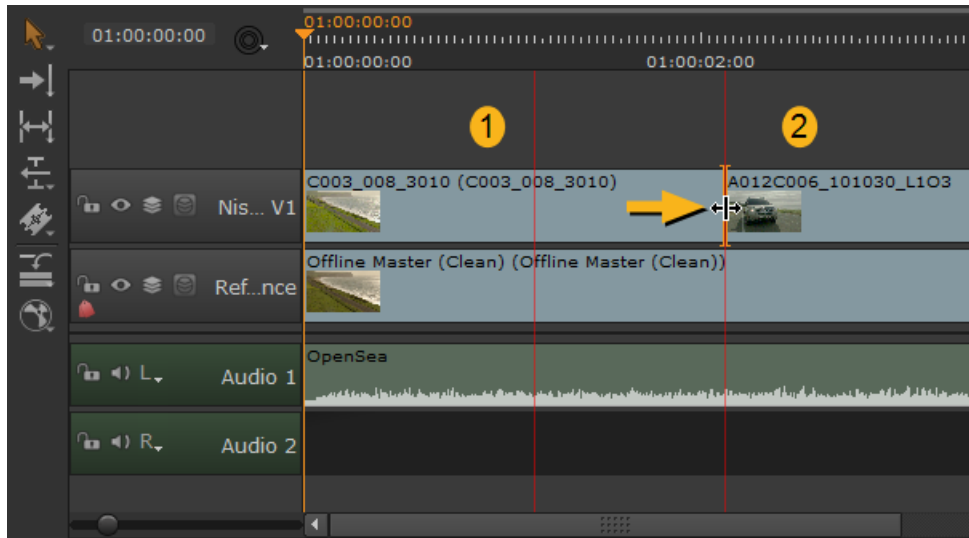 01:00:00:00
01:00:00:00
01:00:00:00 01:00:02:00
1 2
C003_008_3010 (C003_008_3010) A012C006_101030_L1O3
Nis... V1
Offline Master (Clean) (Offline Master (Clean))
Ref...nce
OpenSea
L Audio 1
R Audio 2